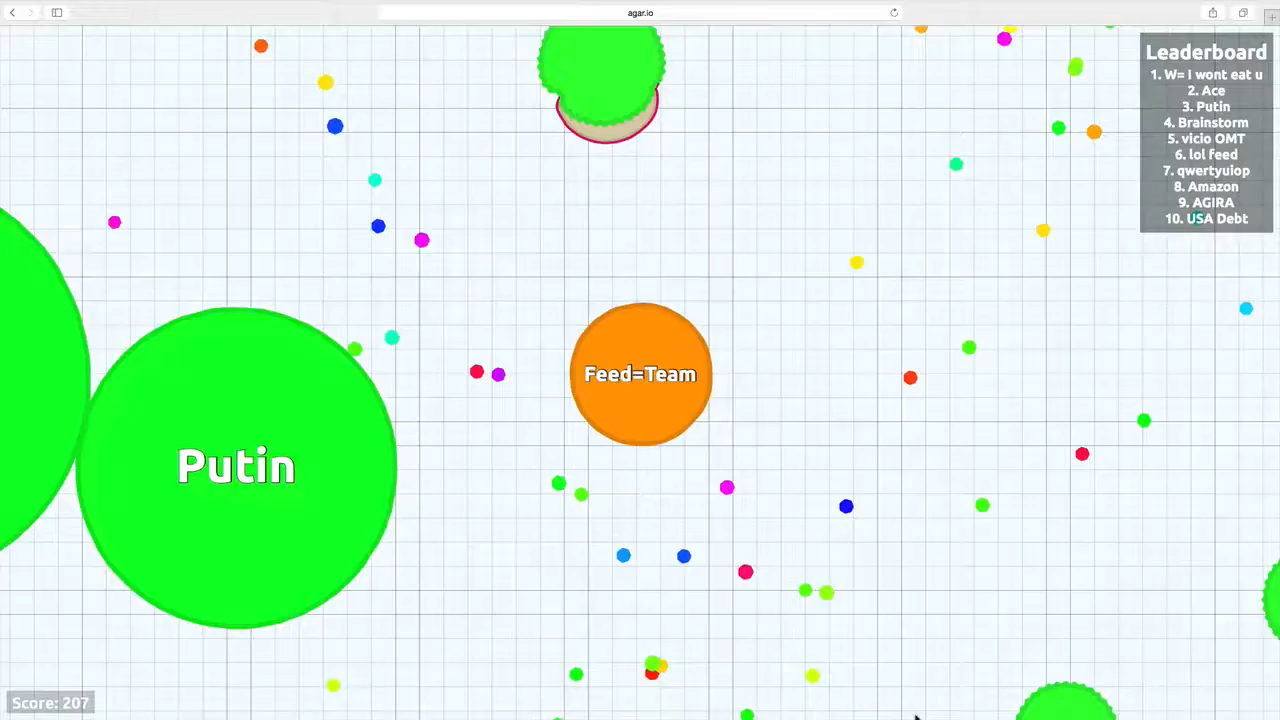 agar.io
Leaderboard
1. W= I wont eat u
2. Ace
3. Putin
4. Brainstorm
5. vicio OMT
6. lol feed
7. qwertyuiop
8. Amazon
9. AGIRA
10. USA Debt
Feed=Team
Putin
Score: 207